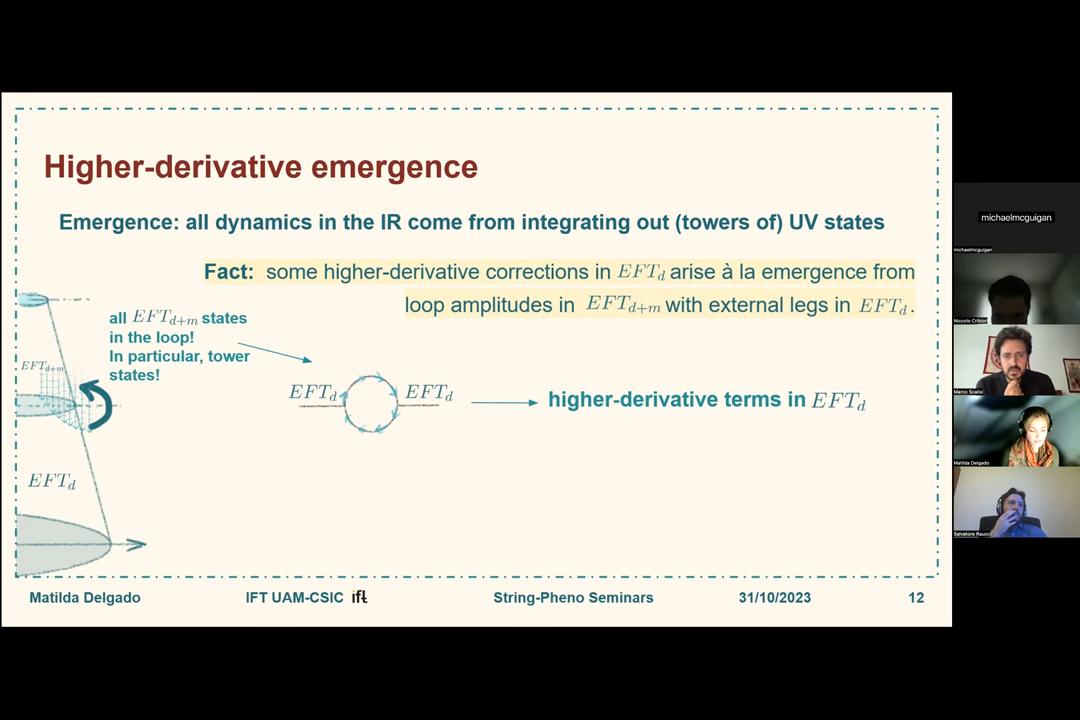 Higher-derivative emergence
Emergence: all dynamics in the IR come from integrating out (towers of) UV states
Fact: some higher-derivative corrections in EFT_d arise à la emergence from
loop amplitudes in EFT_{d+m} with external legs in EFT_d.
all EFT_{d+m} states
in the loop!
In particular, tower
states!
EFT_{d+m}
EFT_d EFT_d
higher-derivative terms in EFT_d
EFT_d
Matilda Delgado IFT UAM-CSIC ift String-Pheno Seminars 31/10/2023 12
michaelmcguigan
michaelmcguigan
Niccolò Cribiori
Marco Scalisi
Matilda Delgado
Salvatore Raucci